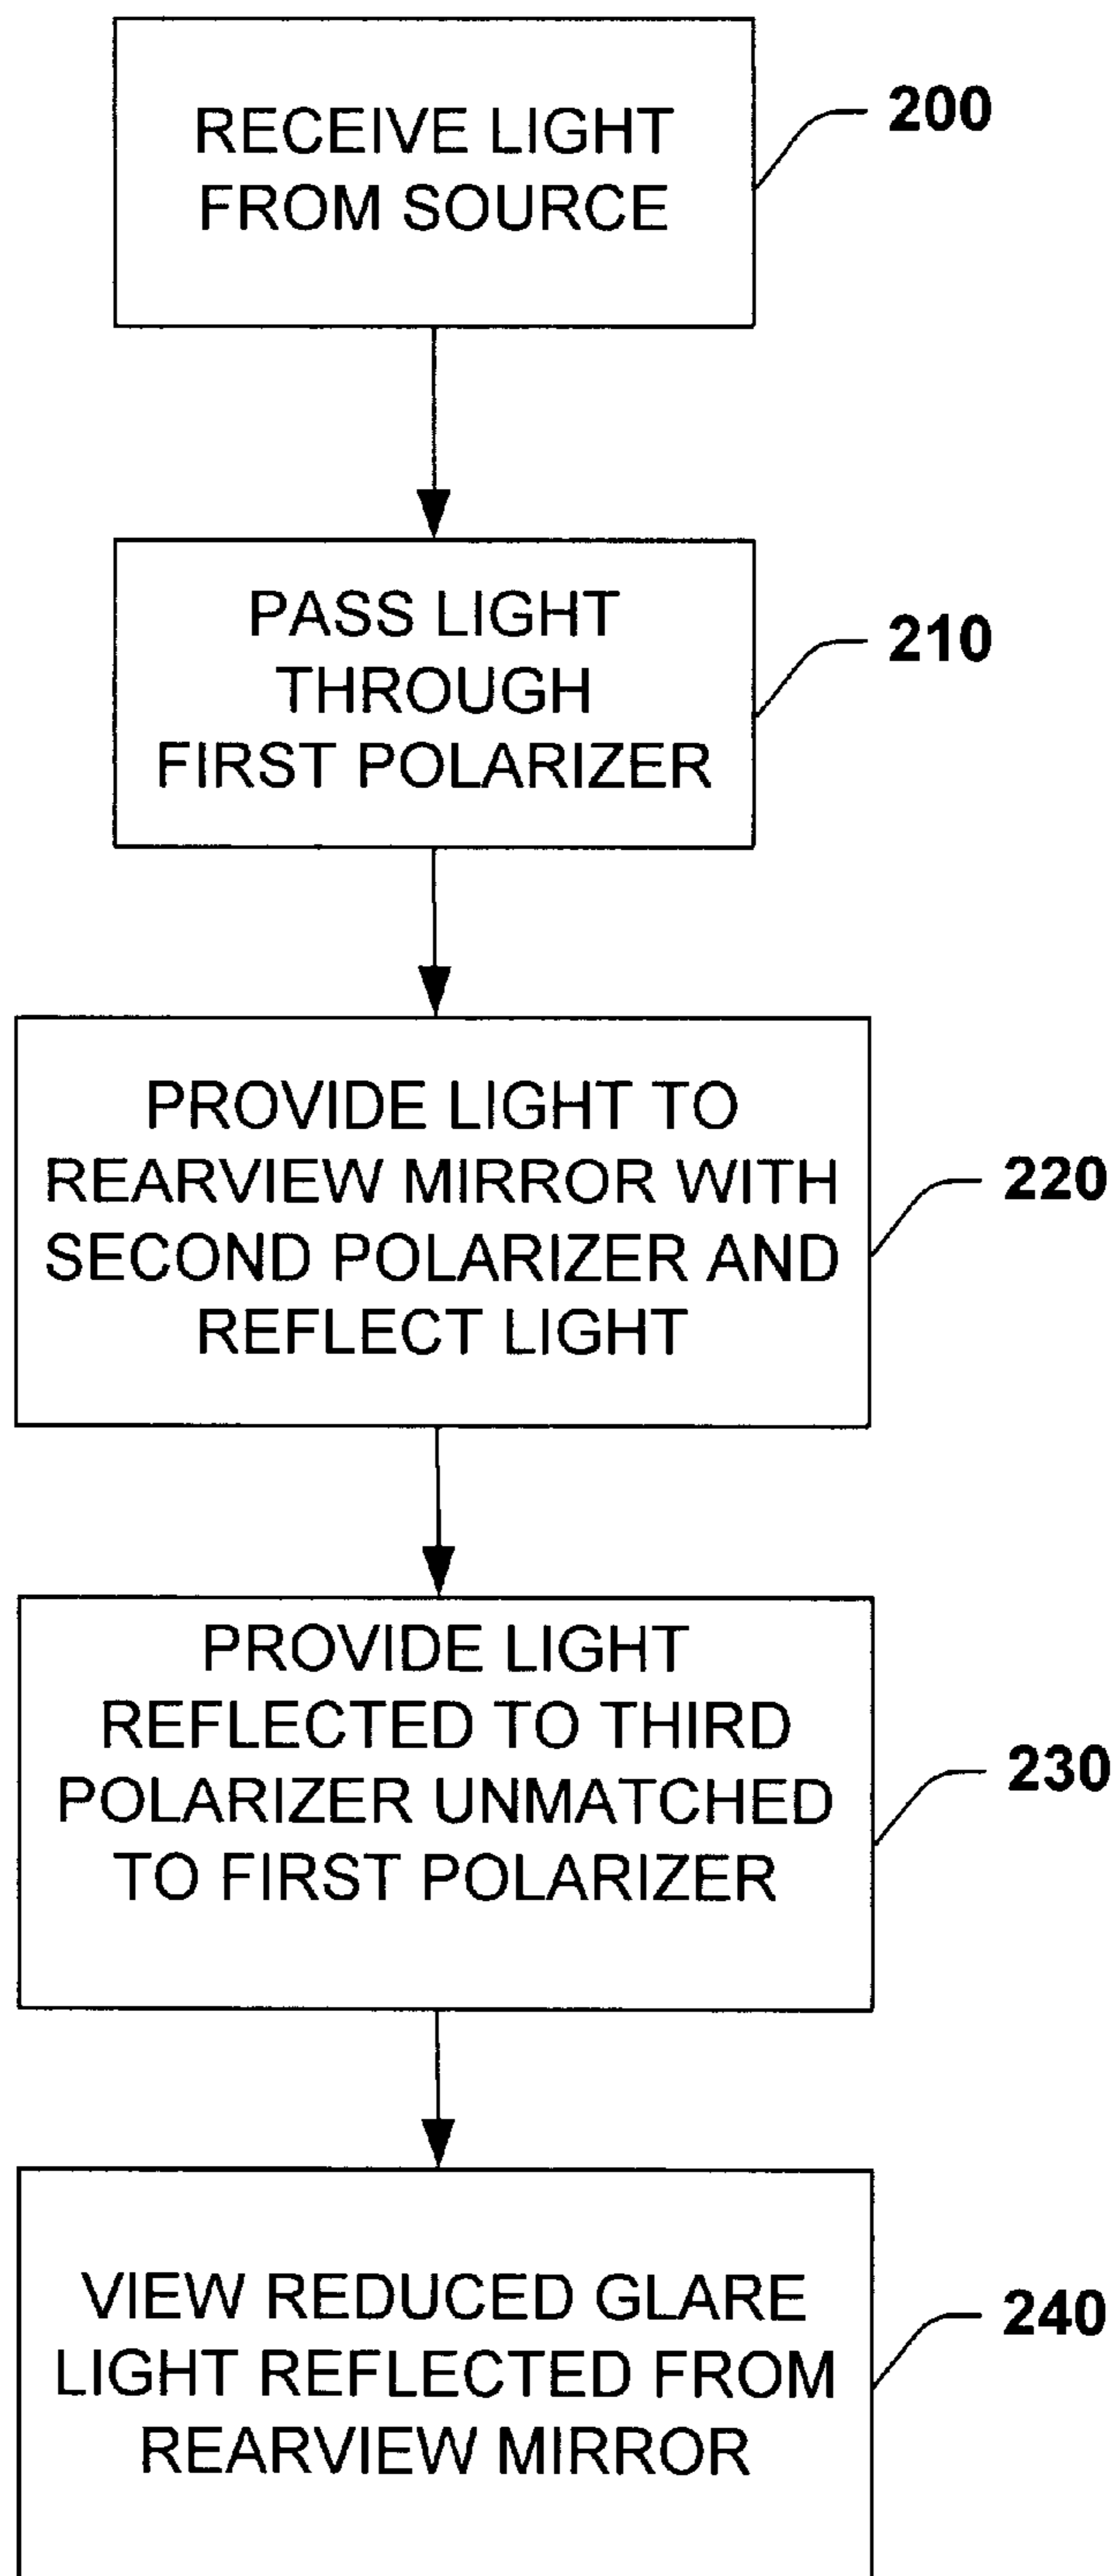 RECEIVE LIGHT
FROM SOURCE
200
PASS LIGHT
THROUGH
FIRST POLARIZER
210
PROVIDE LIGHT TO
REARVIEW MIRROR WITH
SECOND POLARIZER AND
REFLECT LIGHT
220
PROVIDE LIGHT
REFLECTED TO THIRD
POLARIZER UNMATCHED
TO FIRST POLARIZER
230
VIEW REDUCED GLARE
LIGHT REFLECTED FROM
REARVIEW MIRROR
240